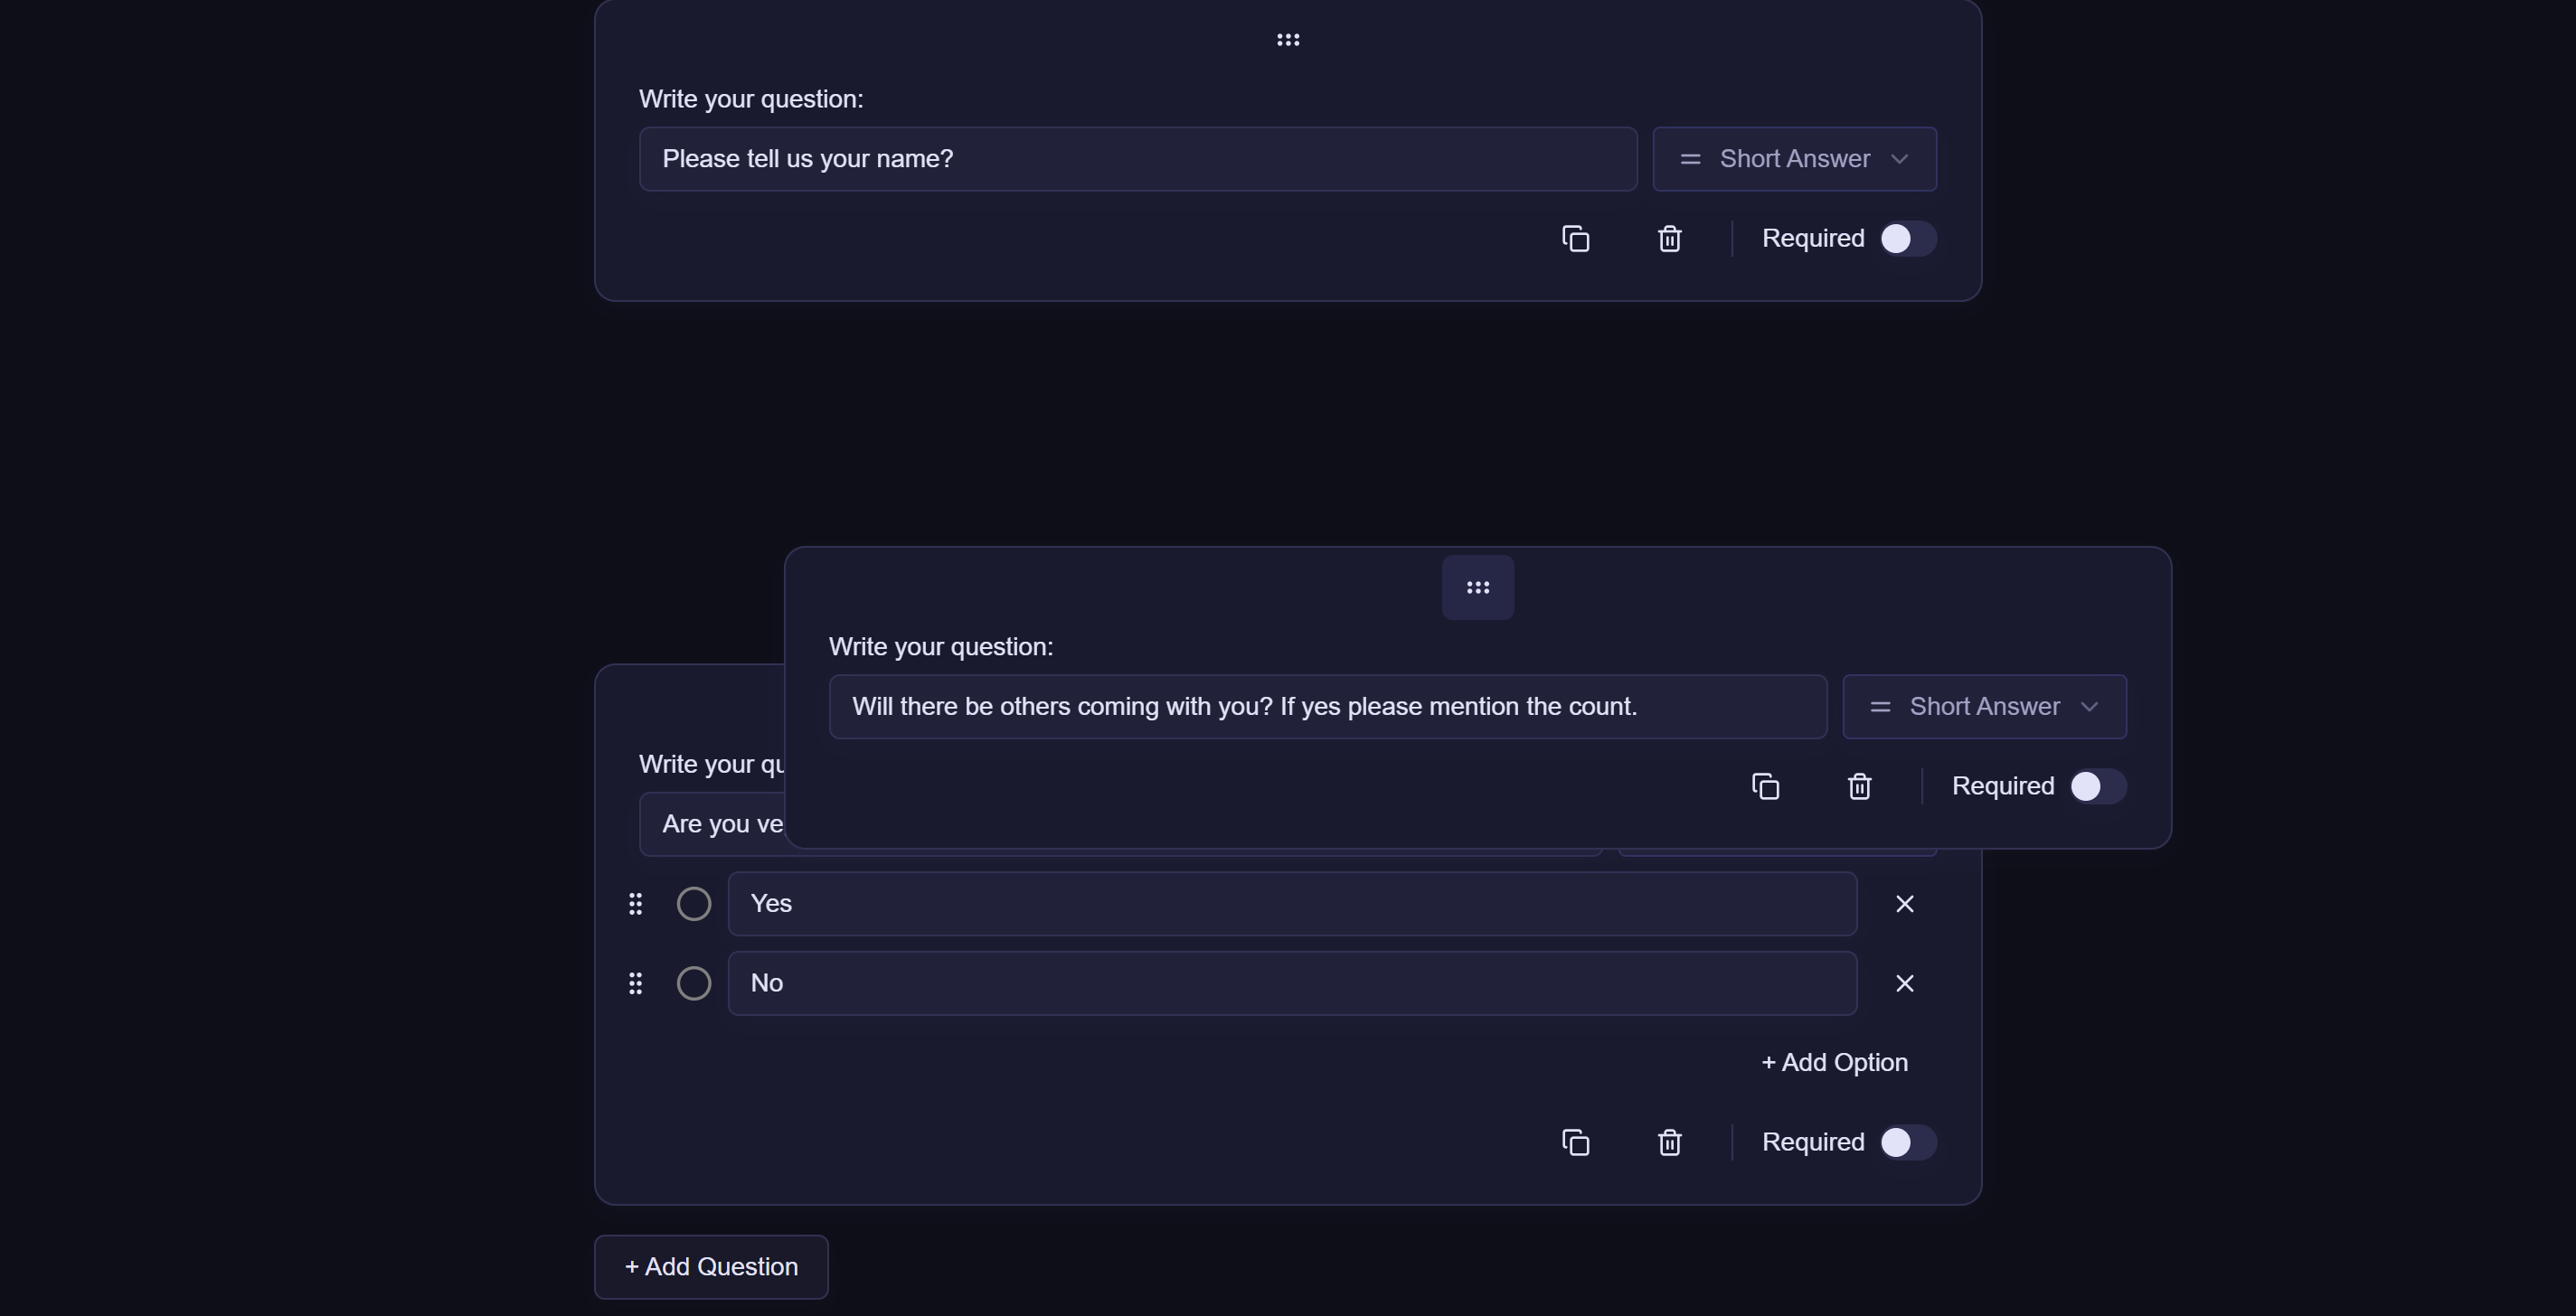 Write your question:
Please tell us your name?
Short Answer
Required
Write your question:
Will there be others coming with you? If yes please mention the count.
Short Answer
Required
Write your
Are you
Yes
No
+ Add Option
Required
+ Add Question